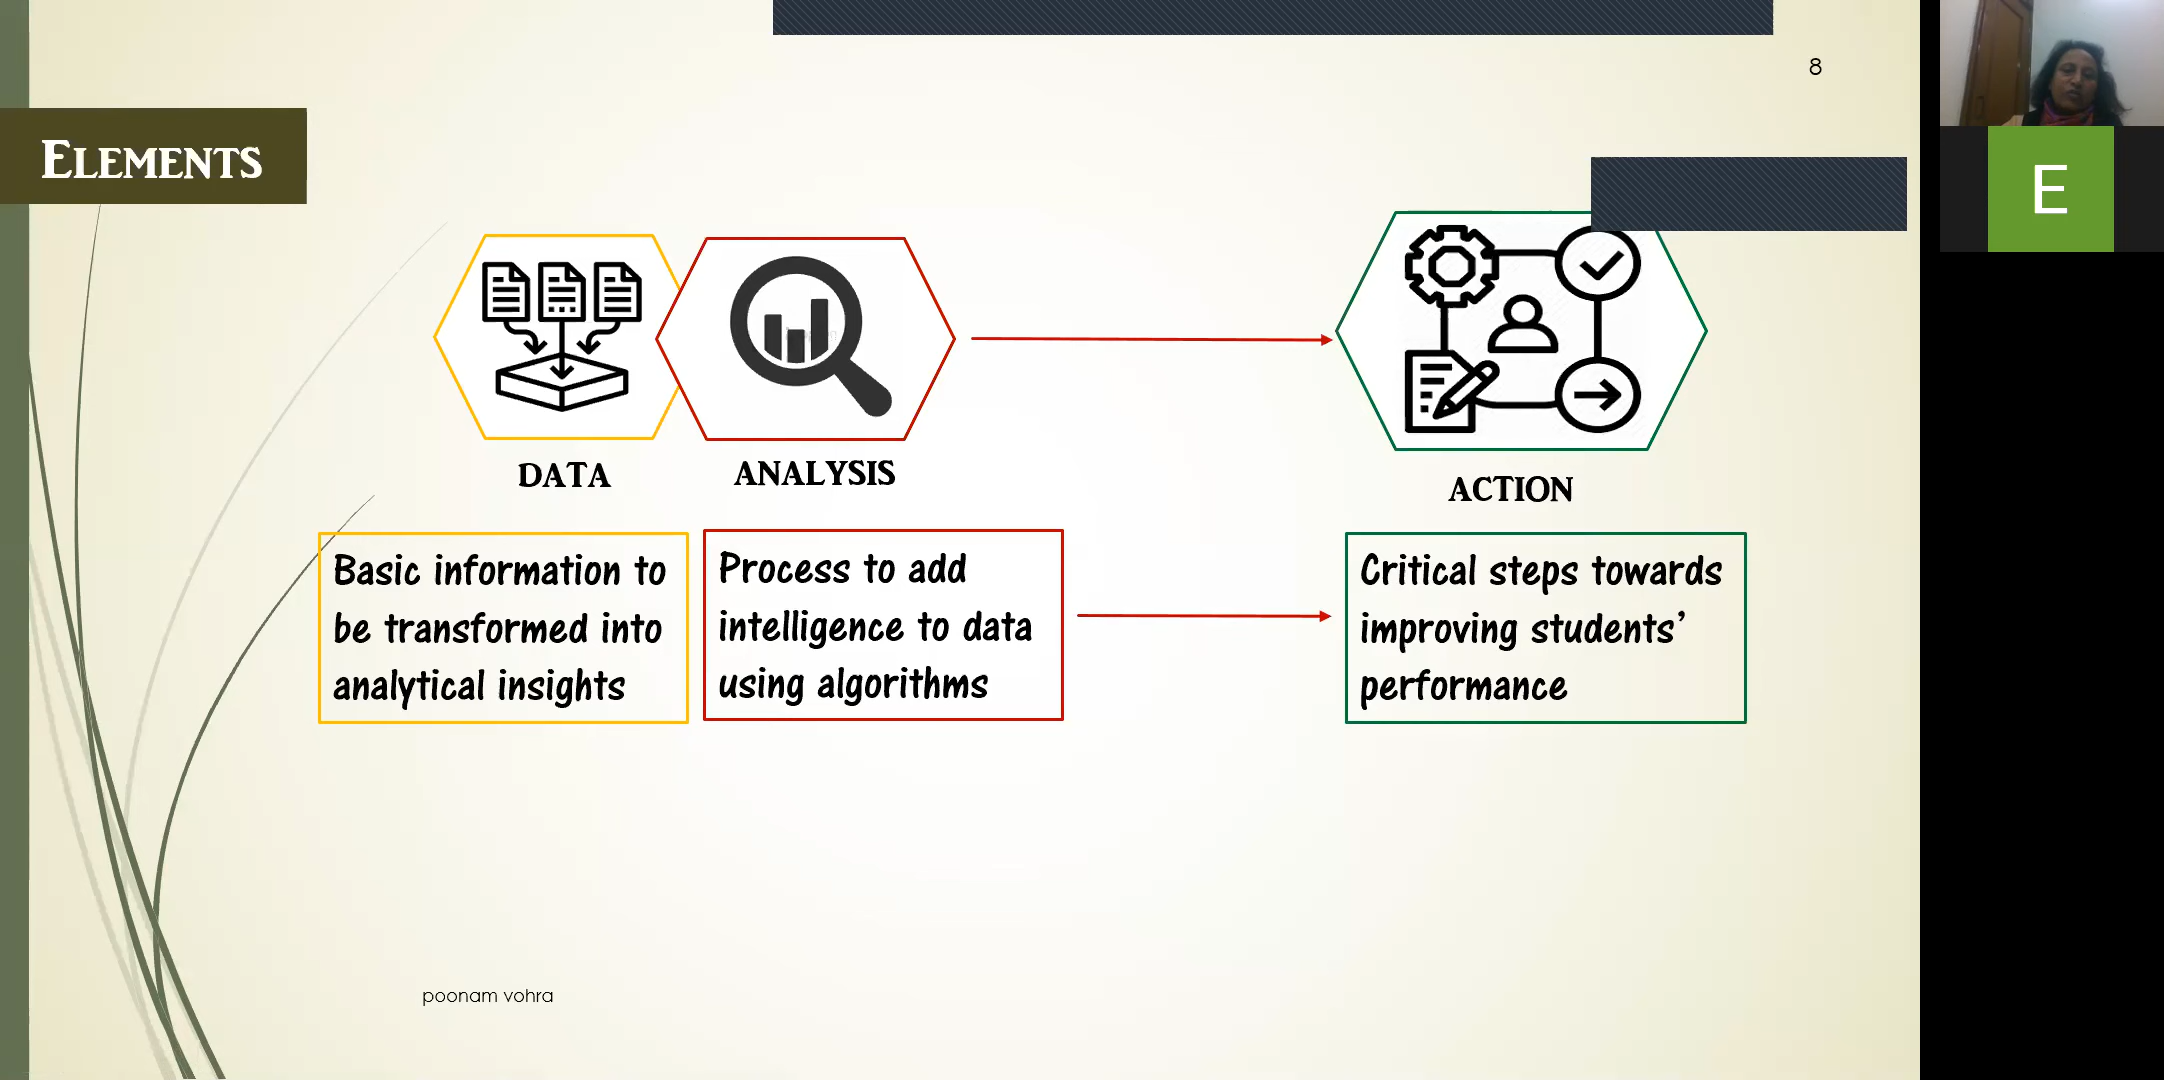 8
ELEMENTS
DATA
ANALYSIS
ACTION
Basic information to
be transformed into
analytical insights
Process to add
intelligence to data
using algorithms
Critical steps towards
improving students’
performance
poonam vohra
E